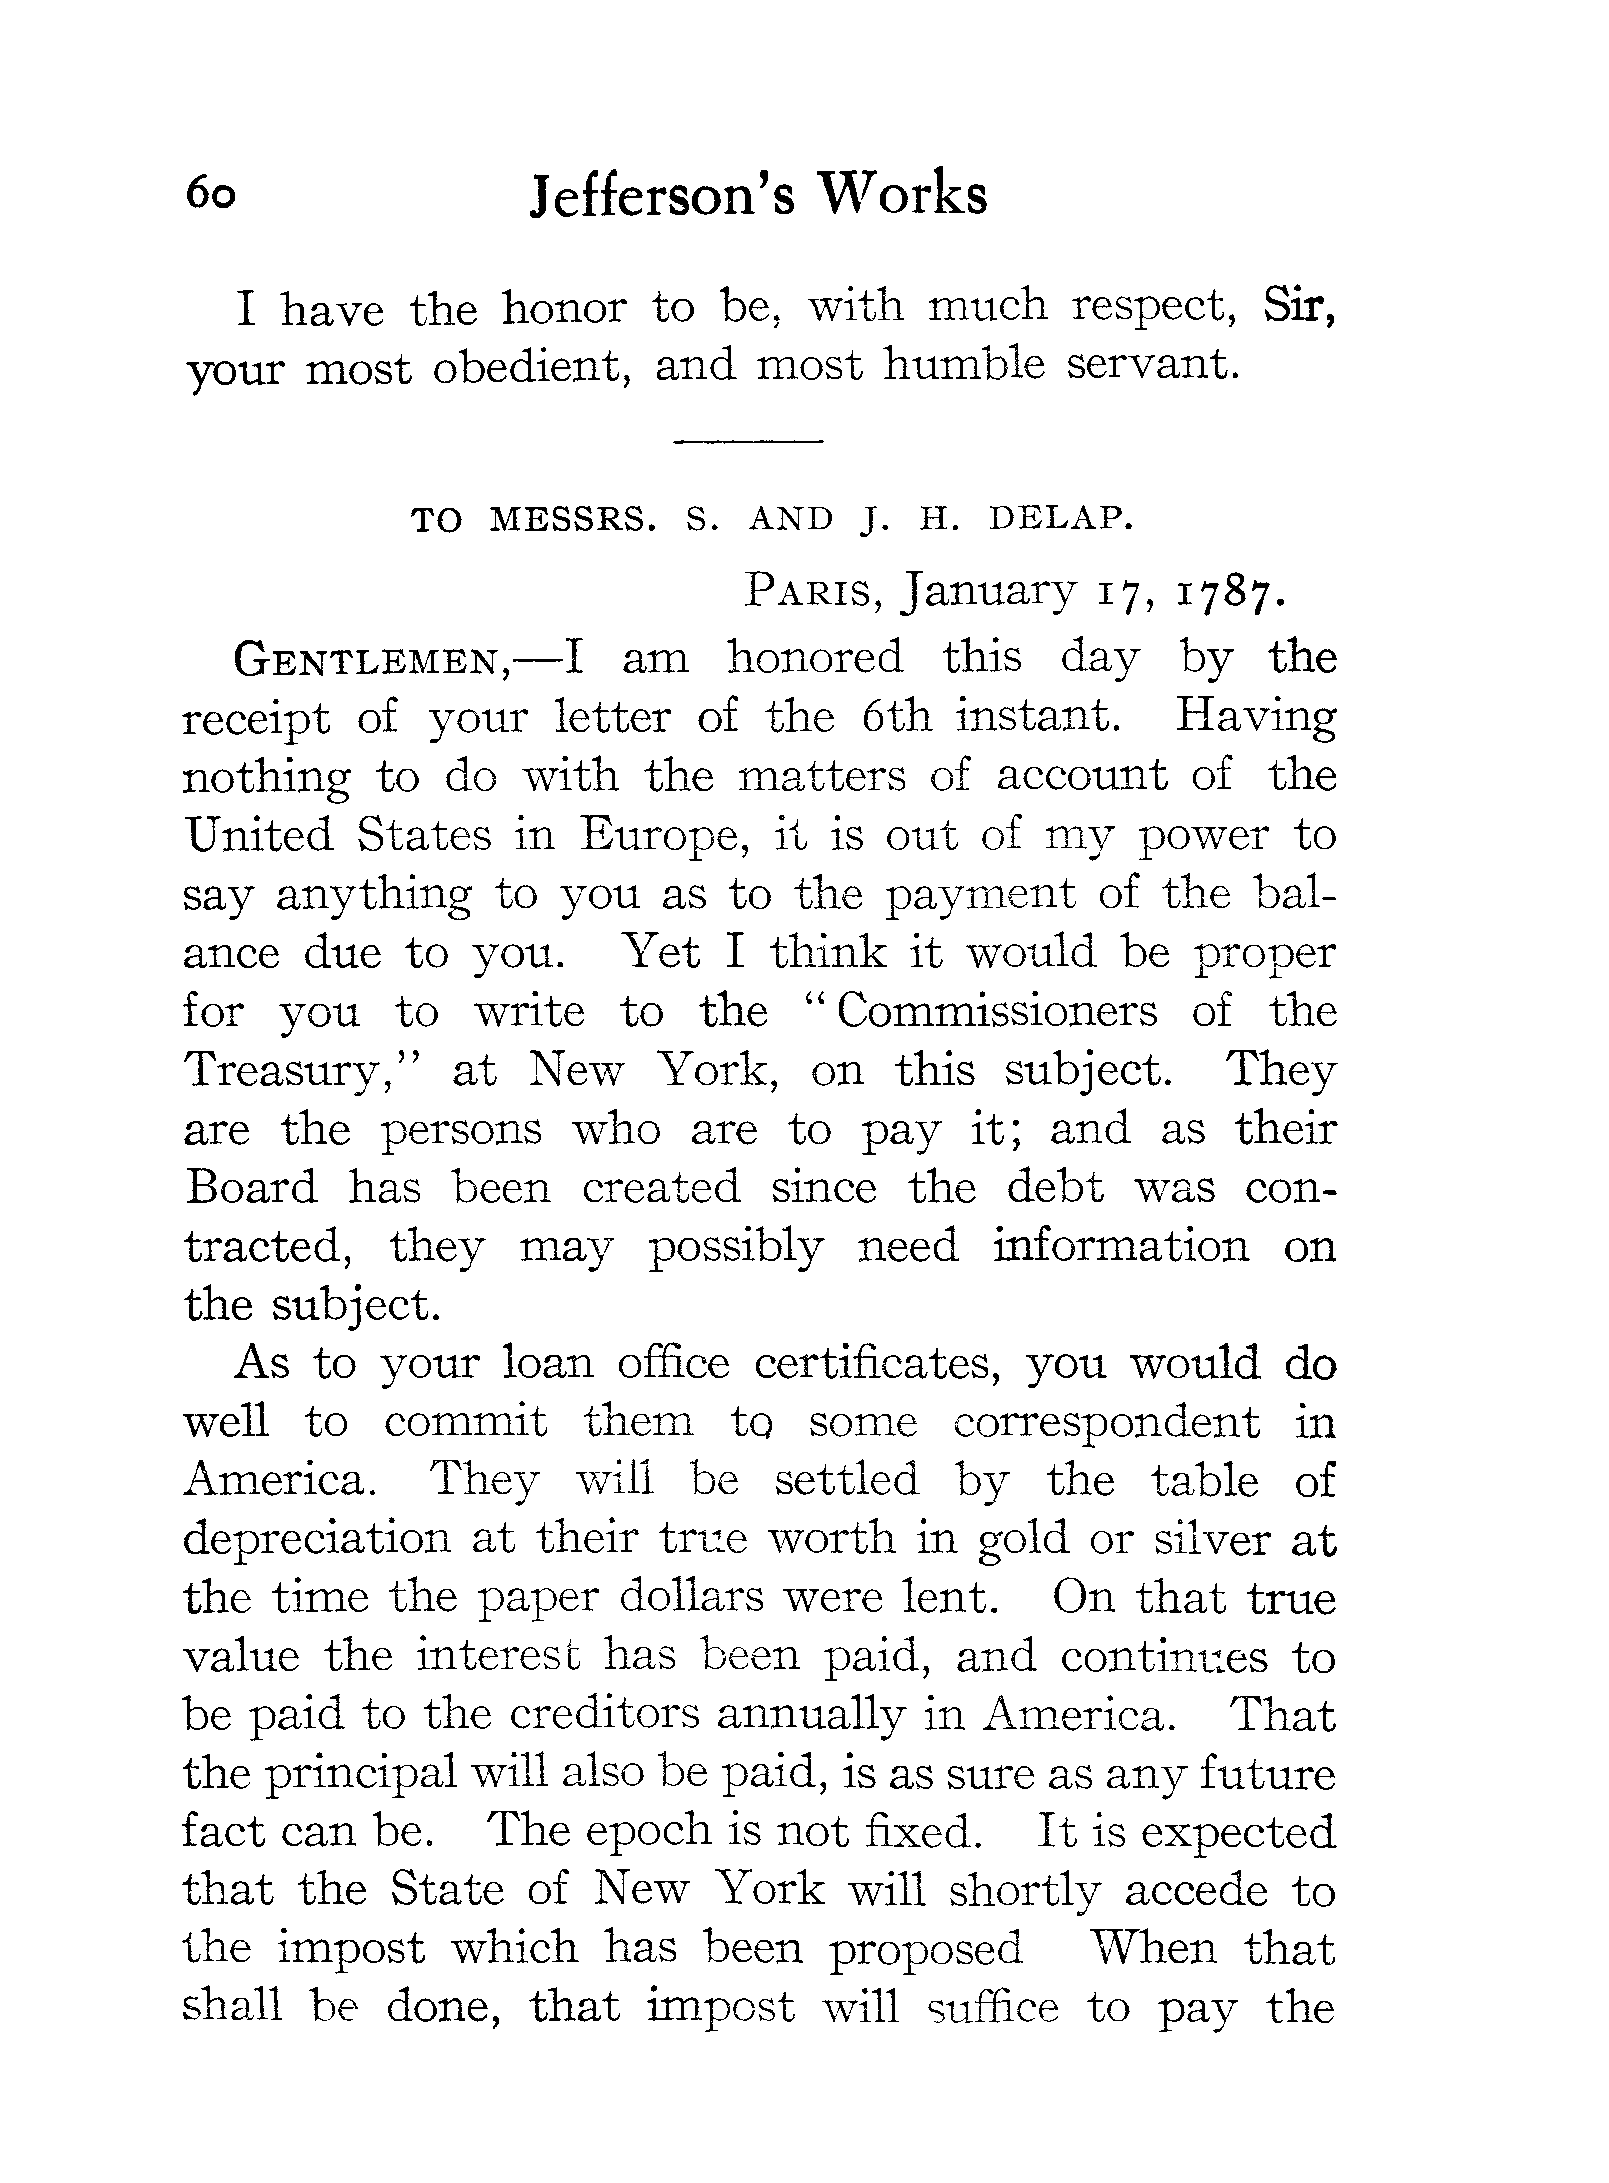 60 Jefferson's Works
I have the honor to be, with much respect, Sir,
your most obedient, and most humble servant.
TO MESSRS. S. AND J. H. DELAP.
PARIS, January 17, 1787.
GENTLEMEN,—I am honored this day by the
receipt of your letter of the 6th instant. Having
nothing to do with the matters of account of the
United States in Europe, it is out of my power to
say anything to you as to the payment of the bal-
ance due to you. Yet I think it would be proper
for you to write to the "Commissioners of the
Treasury," at New York, on this subject. They
are the persons who are to pay it; and as their
Board has been created since the debt was con-
tracted, they may possibly need information on
the subject.
As to your loan office certificates, you would do
well to commit them to some correspondent in
America. They will be settled by the table of
depreciation at their true worth in gold or silver at
the time the paper dollars were lent. On that true
value the interest has been paid, and continues to
be paid to the creditors annually in America. That
the principal will also be paid, is as sure as any future
fact can be. The epoch is not fixed. It is expected
that the State of New York will shortly accede to
the impost which has been proposed When that
shall be done, that impost will suffice to pay the